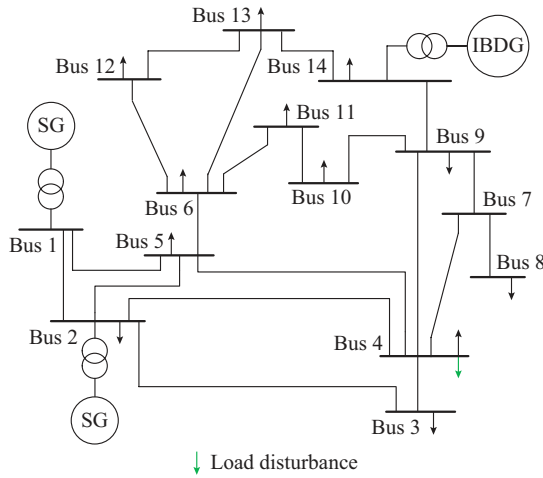 Bus 13
Bus 12
Bus 14
IBDG
SG
Bus 11
Bus 9
Bus 10
Bus 6
Bus 7
Bus 1
Bus 5
Bus 8
Bus 2
Bus 4
SG
Bus 3
Load disturbance